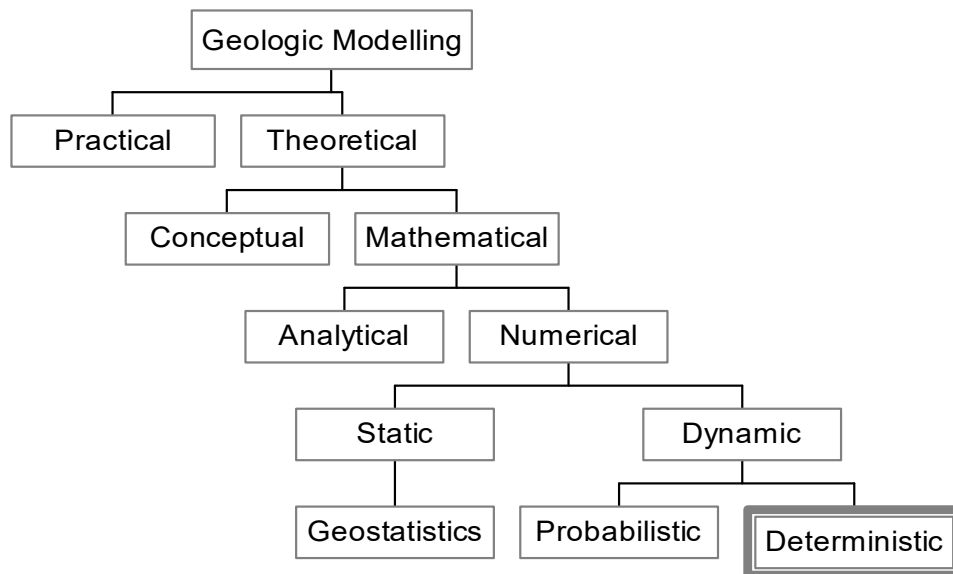 Geologic Modelling
Practical
Theoretical
Conceptual
Mathematical
Analytical
Numerical
Static
Dynamic
Geostatistics
Probabilistic
Deterministic